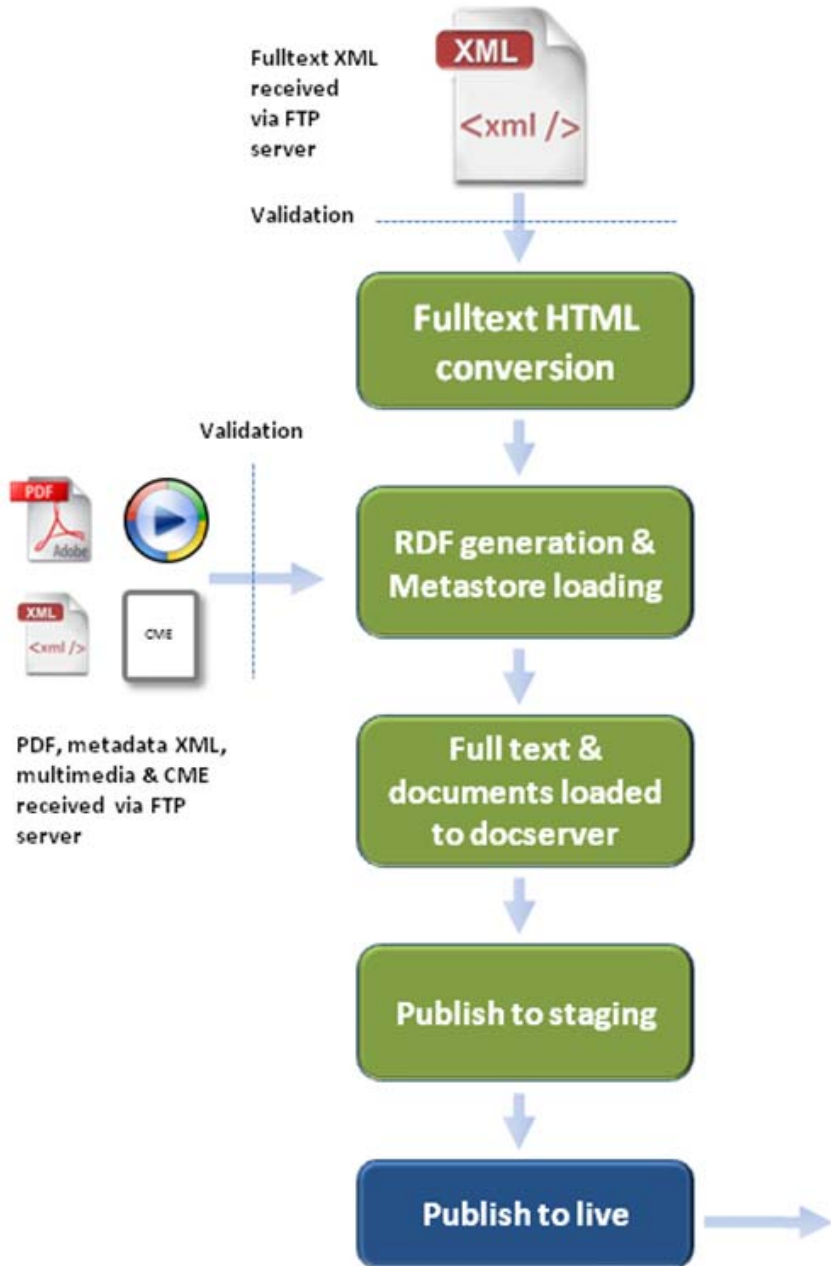 Fulltext XML
received
via FTP
server
XML
<xml />
Validation
Fulltext HTML
conversion
Validation
PDF
Adobe
XML
<xml />
CME
RDF generation &
Metastore loading
PDF, metadata XML,
multimedia & CME
received via FTP
server
Full text &
documents loaded
to docserver
Publish to staging
Publish to live